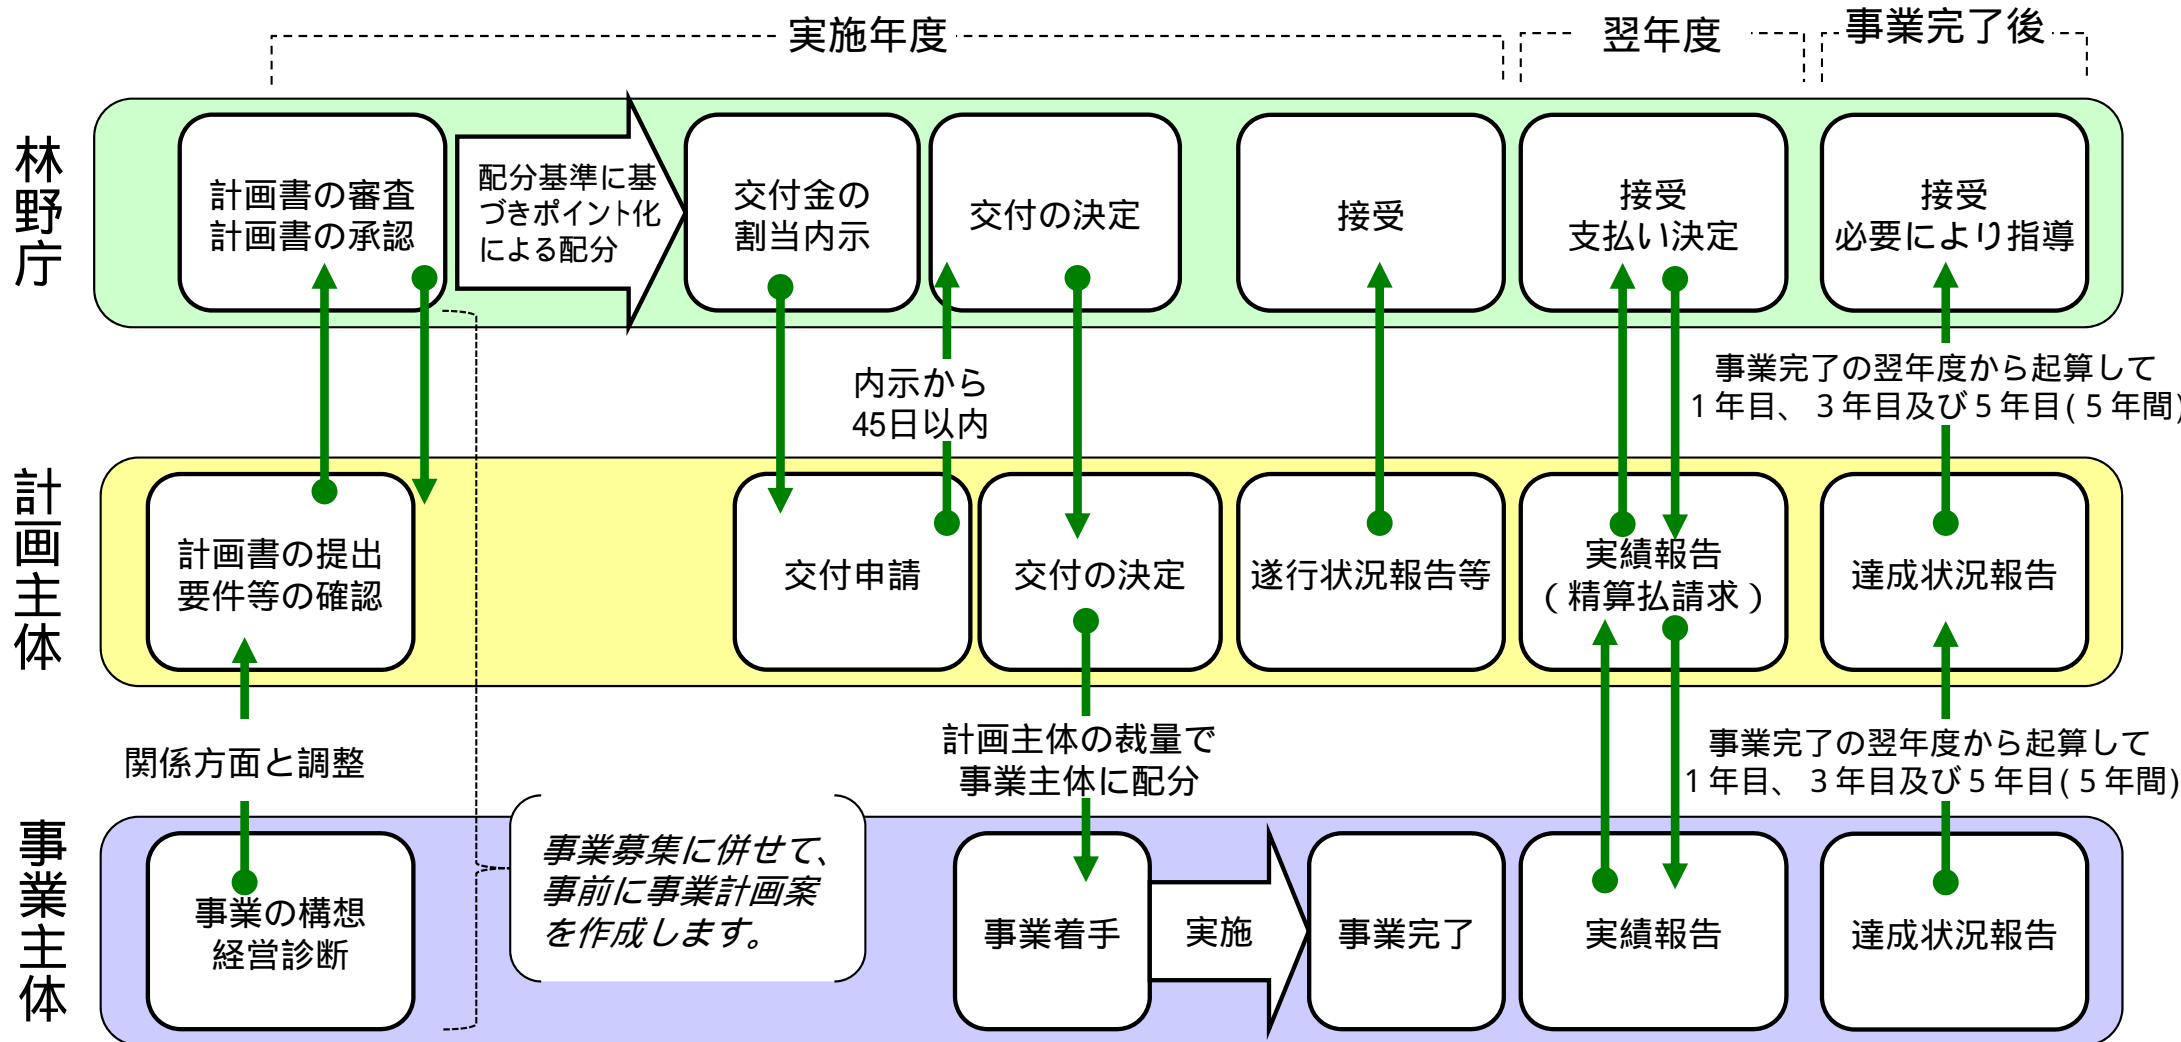 実施年度
翌年度
事業完了後
林野庁
計画書の審査
計画書の承認
配分基準に基
づきポイント化
による配分
交付金の
割当内示
交付の決定
接受
接受
支払い決定
接受
必要により指導
内示から
45日以内
事業完了の翌年度から起算して
1年目、3年目及び5年目(5年間)
計画主体
計画書の提出
要件等の確認
交付申請
交付の決定
遂行状況報告等
実績報告
(精算払請求)
達成状況報告
関係方面と調整
計画主体の裁量で
事業主体に配分
事業完了の翌年度から起算して
1年目、3年目及び5年目(5年間)
事業主体
事業の構想
経営診断
事業募集に併せて、
事前に事業計画案
を作成します。
事業着手
実施
事業完了
実績報告
達成状況報告